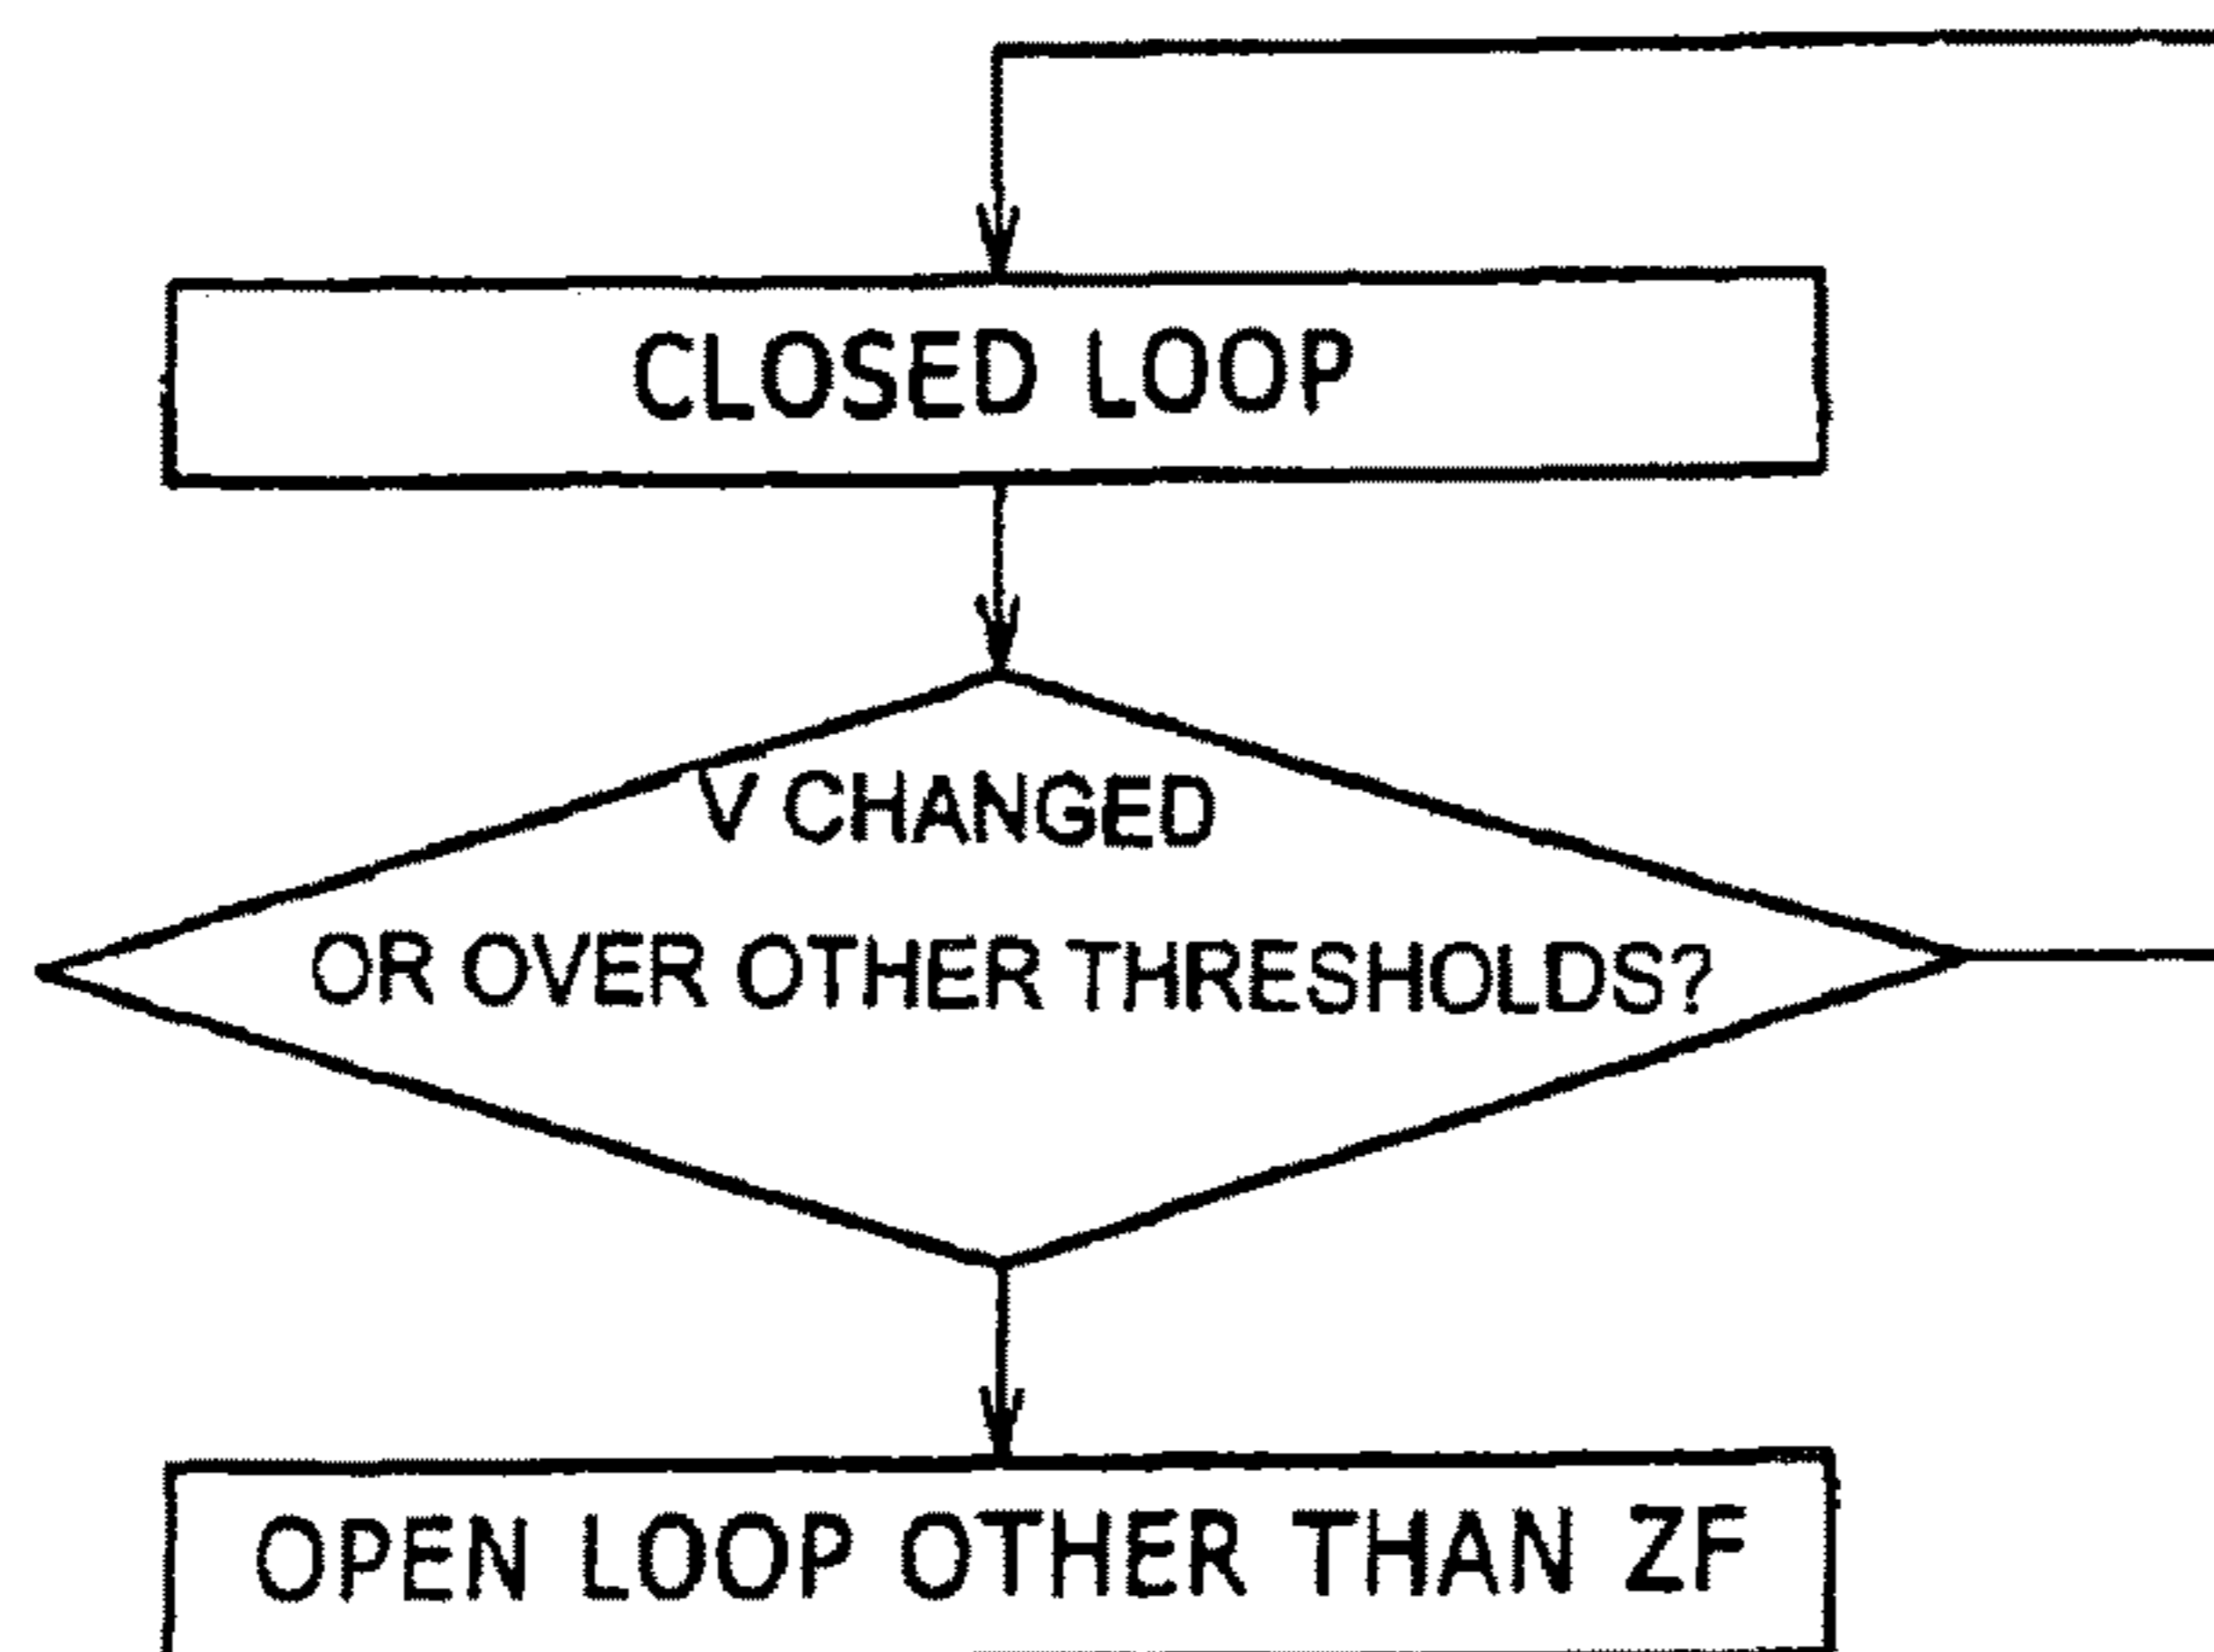 CLOSED LOOP
V CHANGED
OR OVER OTHER THRESHOLDS?
OPEN LOOP OTHER THAN ZF